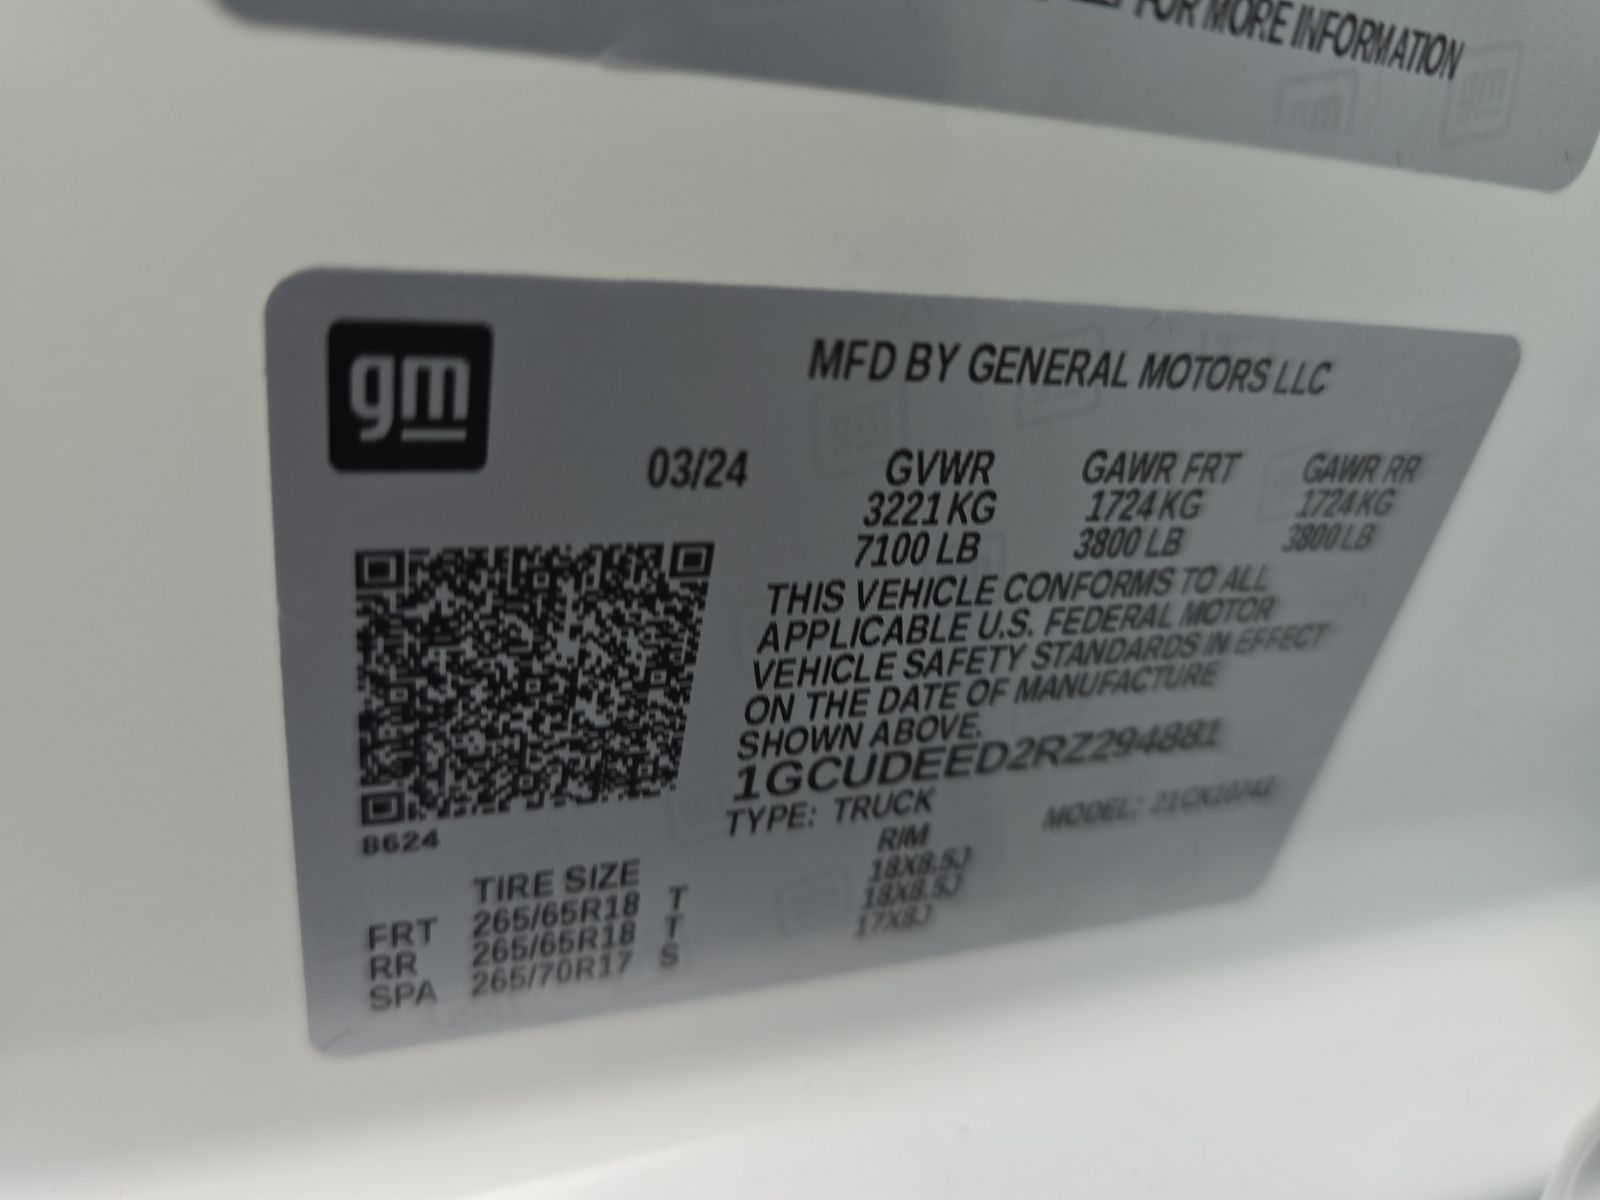 FOR MORE INFORMATION
gm
MFD BY GENERAL MOTORS LLC
03/24
GVWR GAWR FRT GAWR RR
3221 KG 1724 KG 1724 KG
7100 LB 3800 LB 3800 LB
THIS VEHICLE CONFORMS TO ALL
APPLICABLE U.S. FEDERAL MOTOR
VEHICLE SAFETY STANDARDS IN EFFECT
ON THE DATE OF MANUFACTURE
SHOWN ABOVE.
1GCUDEED2RZ294881
TYPE: TRUCK MODEL:
8624
TIRE SIZE RIM
FRT 265/65R18 T 18X8.5J
RR 265/65R18 T 18X8.5J
SPA 265/70R17 S 17X8J